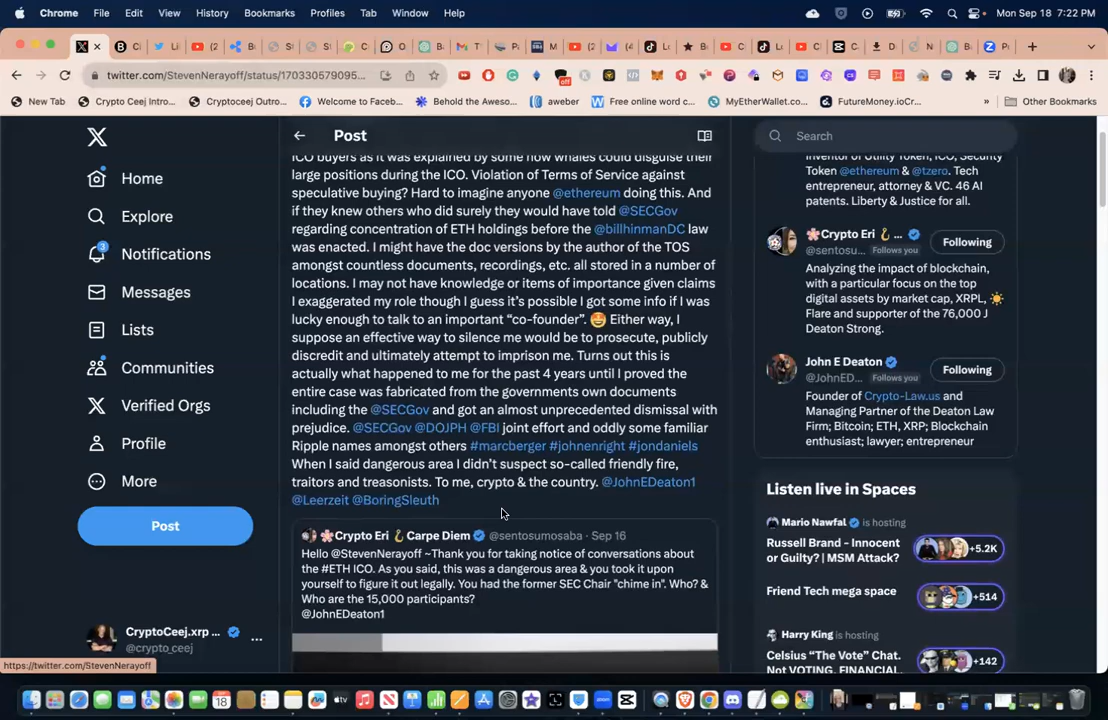 Chrome File Edit View History Bookmarks Profiles Tab Window Help
Mon Sep 18 7:22 PM
twitter.com/StevenNerayoff/status/170330579095...
New Tab Crypto Ceej Intro... Cryptoceej Outro... Welcome to Faceb... Behold the Aweso... aweber Free online word c... MyEtherWallet.co... FutureMoney.ioCr... » Other Bookmarks
Home
Explore
3
Notifications
Messages
Lists
Communities
Verified Orgs
Profile
More
Post
CryptoCeej.xrp ...
@crypto_ceej
https://twitter.com/StevenNerayoff
Post
ICO buyers as it was explained by some how whales could disguise their
large positions during the ICO. Violation of Terms of Service against
speculative buying? Hard to imagine anyone @ethereum doing this. And
if they knew others who did surely they would have told @SECGov
regarding concentration of ETH holdings before the @billhinmanDC law
was enacted. I might have the doc versions by the author of the TOS
amongst countless documents, recordings, etc. all stored in a number of
locations. I may not have knowledge or items of importance given claims
I exaggerated my role though I guess it's possible I got some info if I was
lucky enough to talk to an important "co-founder". 🤩 Either way, I
suppose an effective way to silence me would be to prosecute, publicly
discredit and ultimately attempt to imprison me. Turns out this is
actually what happened to me for the past 4 years until I proved the
entire case was fabricated from the governments own documents
including the @SECGov and got an almost unprecedented dismissal with
prejudice. @SECGov @DOJPH @FBI joint effort and oddly some familiar
Ripple names amongst others #marcberger #johnenright #jondaniels
When I said dangerous area I didn't suspect so-called friendly fire,
traitors and treasonists. To me, crypto & the country. @JohnEDeaton1
@Leerzeit @BoringSleuth
Crypto Eri Carpe Diem @sentosumosaba · Sep 16
Hello @StevenNerayoff ~Thank you for taking notice of conversations about
the #ETH ICO. As you said, this was a dangerous area & you took it upon
yourself to figure it out legally. You had the former SEC Chair "chime in". Who? &
Who are the 15,000 participants?
@JohnEDeaton1
Search
Inventor of Utility Token, ICO, Security
Token @ethereum & @tzero. Tech
entrepreneur, attorney & VC. 46 AI
patents. Liberty & Justice for all.
Crypto Eri ...
@sentosu... Follows you
Following
Analyzing the impact of blockchain,
with a particular focus on the top
digital assets by market cap, XRPL,
Flare and supporter of the 76,000 J
Deaton Strong.
John E Deaton
@JohnED... Follows you
Following
Founder of Crypto-Law.us and
Managing Partner of the Deaton Law
Firm; Bitcoin; ETH, XRP; Blockchain
enthusiast; lawyer; entrepreneur
Listen live in Spaces
Mario Nawfal is hosting
Russell Brand - Innocent
or Guilty? | MSM Attack?
+5.2K
Friend Tech mega space
+514
Harry King is hosting
Celsius "The Vote" Chat.
Not VOTING, FINANCIAL
+142